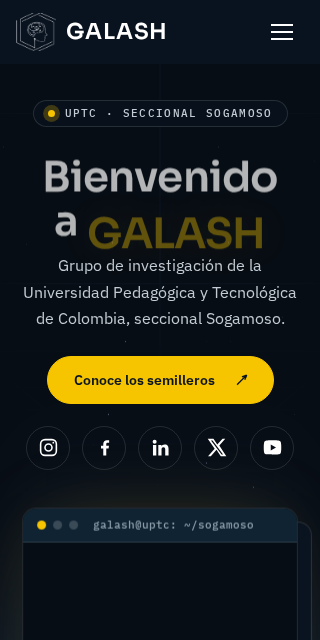 GALASH
UPTC · SECCIONAL SOGAMOSO
Bienvenido
a GALASH
Grupo de investigación de la
Universidad Pedagógica y Tecnológica
de Colombia, seccional Sogamoso.
Conoce los semilleros ↗
galash@uptc: ~/sogamoso